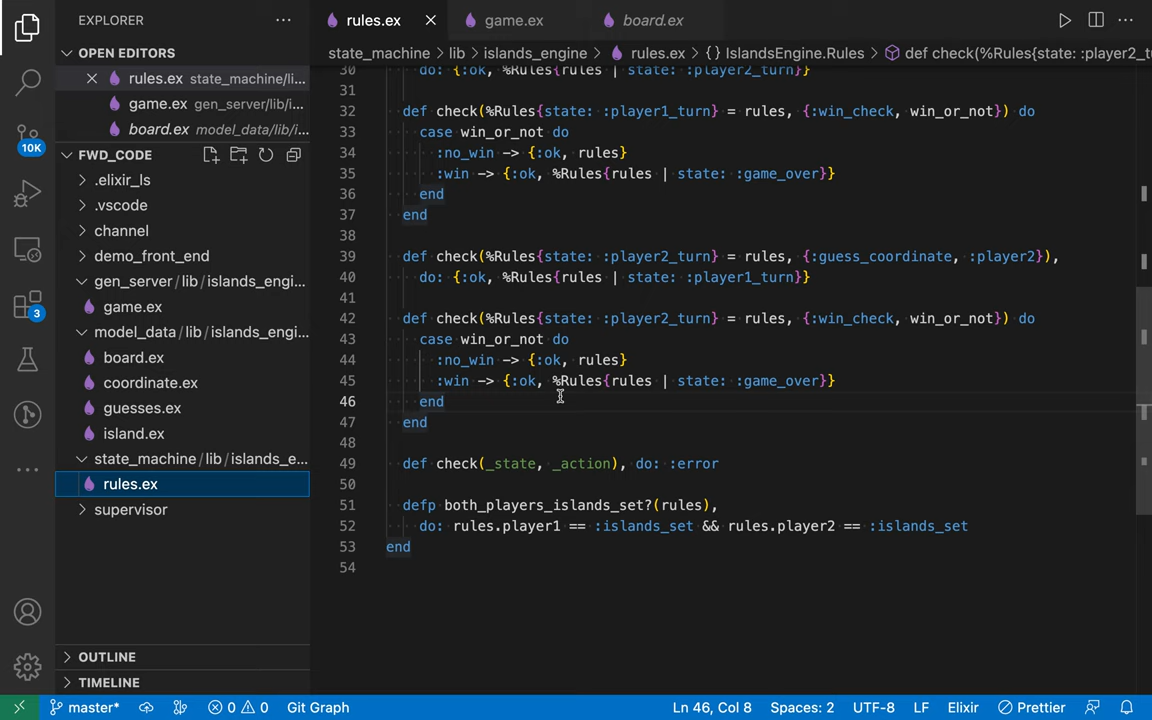 EXPLORER
OPEN EDITORS
rules.ex state_machine/li...
game.ex gen_server/lib/i...
board.ex model_data/lib/i...
FWD_CODE
.elixir_ls
.vscode
channel
demo_front_end
gen_server/lib/islands_engi...
game.ex
model_data/lib/islands_engi...
board.ex
coordinate.ex
guesses.ex
island.ex
state_machine/lib/islands_e...
rules.ex
supervisor
OUTLINE
TIMELINE
10K
3
rules.ex game.ex board.ex
state_machine > lib > islands_engine > rules.ex > {} IslandsEngine.Rules > def check(%Rules{state: :player2_t
30 do: {:ok, %Rules{rules | state: :player2_turn}}
31
32 def check(%Rules{state: :player1_turn} = rules, {:win_check, win_or_not}) do
33 case win_or_not do
34 :no_win -> {:ok, rules}
35 :win -> {:ok, %Rules{rules | state: :game_over}}
36 end
37 end
38
39 def check(%Rules{state: :player2_turn} = rules, {:guess_coordinate, :player2}),
40 do: {:ok, %Rules{rules | state: :player1_turn}}
41
42 def check(%Rules{state: :player2_turn} = rules, {:win_check, win_or_not}) do
43 case win_or_not do
44 :no_win -> {:ok, rules}
45 :win -> {:ok, %Rules{rules | state: :game_over}}
46 end
47 end
48
49 def check(_state, _action), do: :error
50
51 defp both_players_islands_set?(rules),
52 do: rules.player1 == :islands_set && rules.player2 == :islands_set
53 end
54
master* 0 0 Git Graph Ln 46, Col 8 Spaces: 2 UTF-8 LF Elixir Prettier